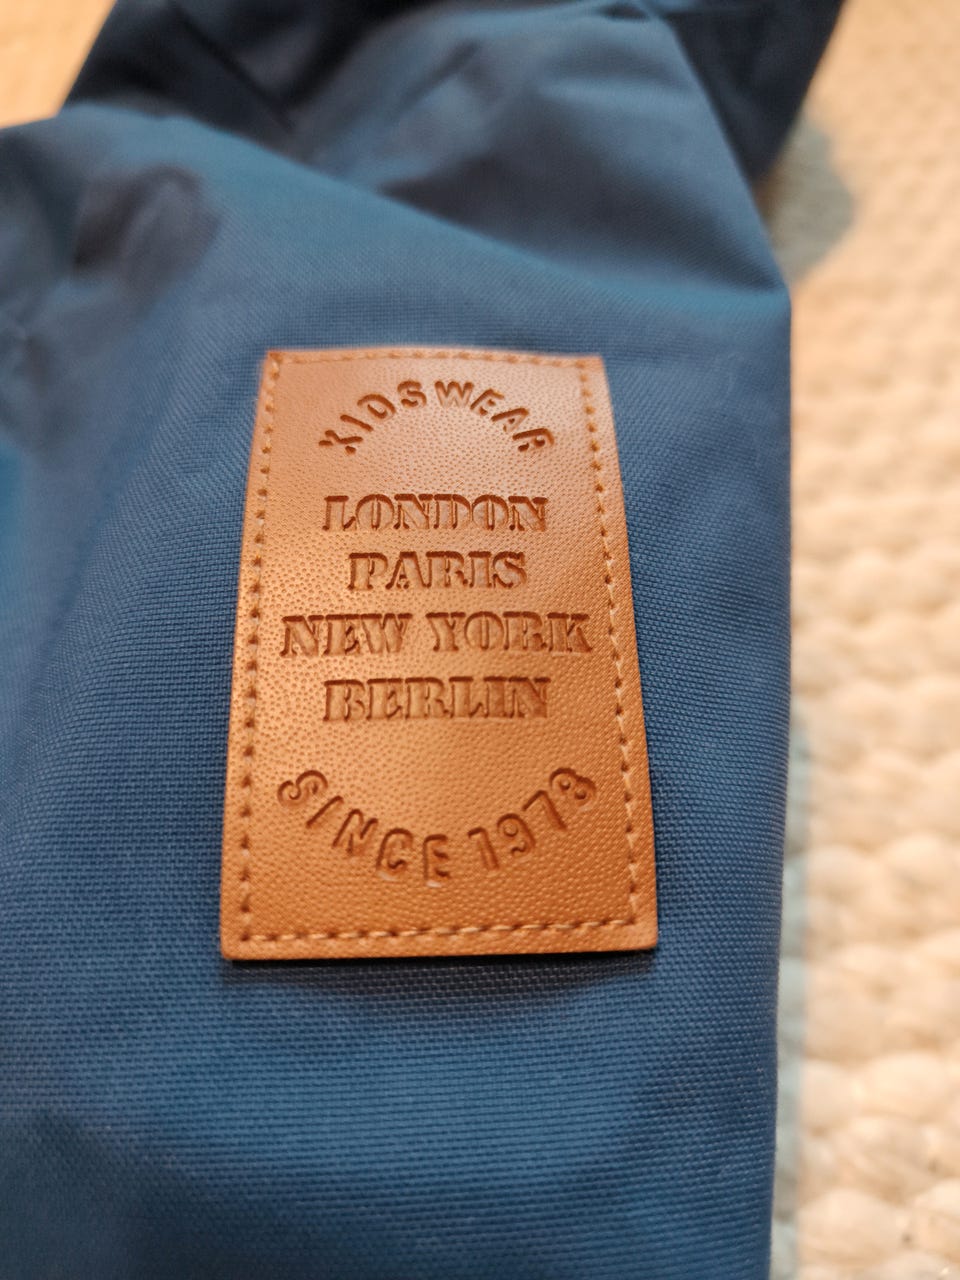 KIDSWEAR
LONDON
PARIS
NEW YORK
BERLIN
SINCE 1978